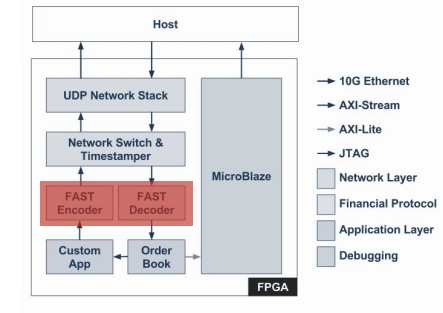 Host
UDP Network Stack
Network Switch &
Timestamper
FAST
Encoder
FAST
Decoder
Custom
App
Order
Book
MicroBlaze
FPGA
10G Ethernet
AXI-Stream
AXI-Lite
JTAG
Network Layer
Financial Protocol
Application Layer
Debugging